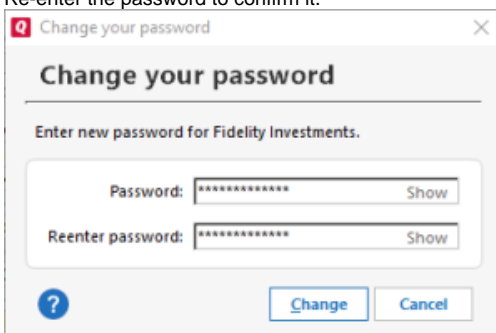 Re-enter the password to confirm it.
Q Change your password
Change your password
Enter new password for Fidelity Investments.
Password: ************* Show
Reenter password: ************* Show
? Change Cancel